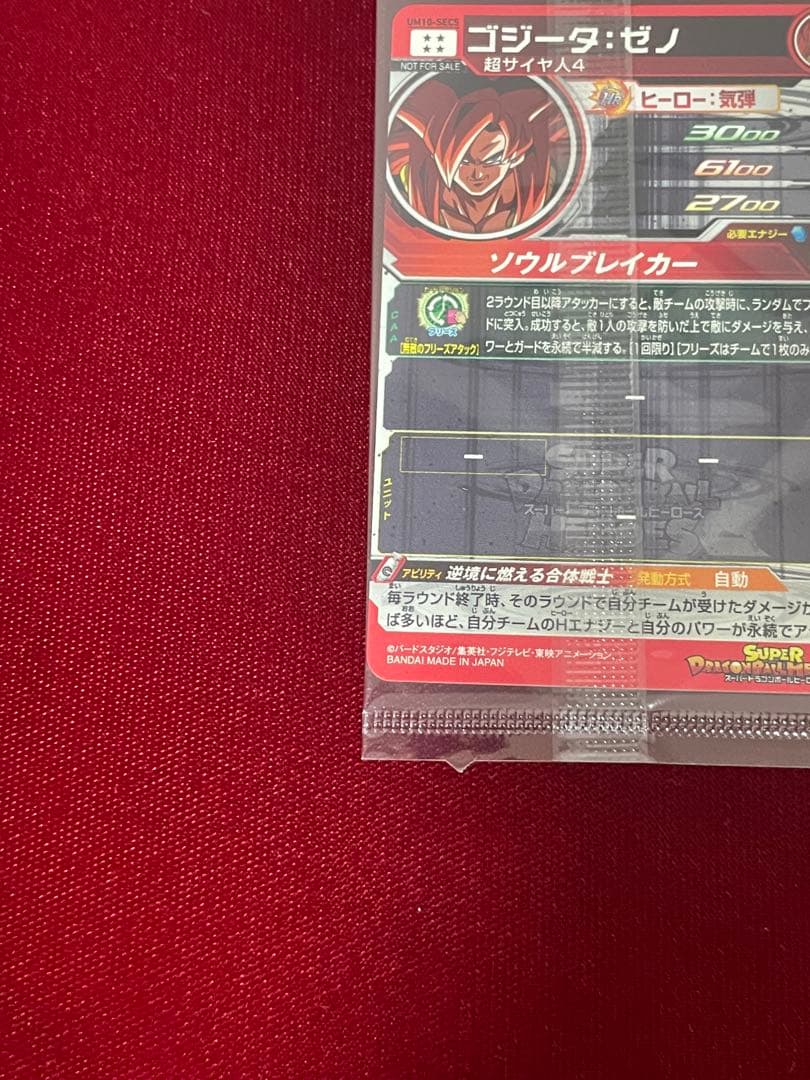 UM10-SEC5
ゴジータ：ゼノ
NOT FOR SALE
超サイヤ人4
HR
ヒーロー：気弾
3000
6100
2700
必要エナジー
ソウルブレイカー
CAA
フリーズ
[無敵のフリーズアタック]
2ラウンド目以降アタッカーにすると、敵チームの攻撃時に、ランダムでフ
ドに突入。成功すると、敵1人の攻撃を防いだ上で敵にダメージを与え、
ワーとガードを永続で半減する。[1回限り][フリーズはチームで1枚のみ
ー
ユニット
ー
ー
ー
SUPER
DRAGONBALL
スーパードラゴンボールヒーローズ
HEROES
アビリティ 逆境に燃える合体戦士 発動方式 自動
毎ラウンド終了時、そのラウンドで自分チームが受けたダメージが
ば多いほど、自分チームのHエナジーと自分のパワーが永続でア
©バードスタジオ/集英社・フジテレビ・東映アニメーション
BANDAI MADE IN JAPAN
SUPER
DRAGONBALL HE
スーパードラゴンボールヒーロ